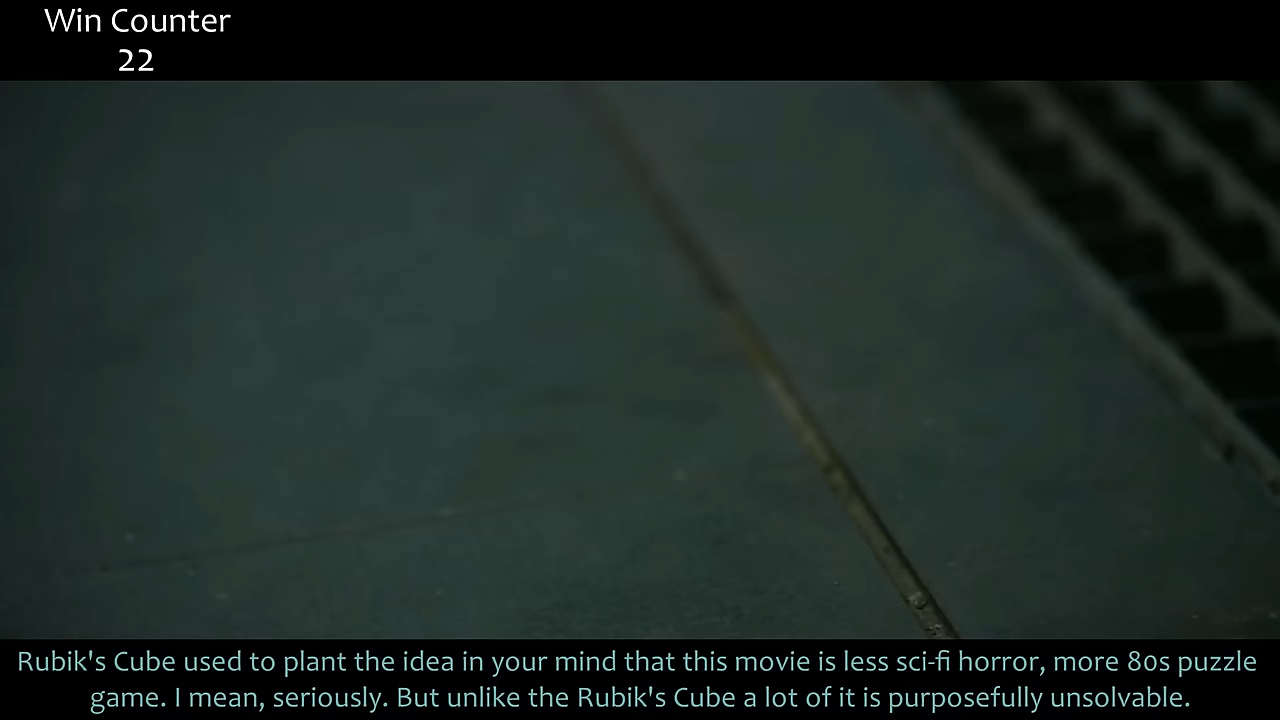 Win Counter
22
Rubik's Cube used to plant the idea in your mind that this movie is less sci-fi horror, more 80s puzzle
game. I mean, seriously. But unlike the Rubik's Cube a lot of it is purposefully unsolvable.